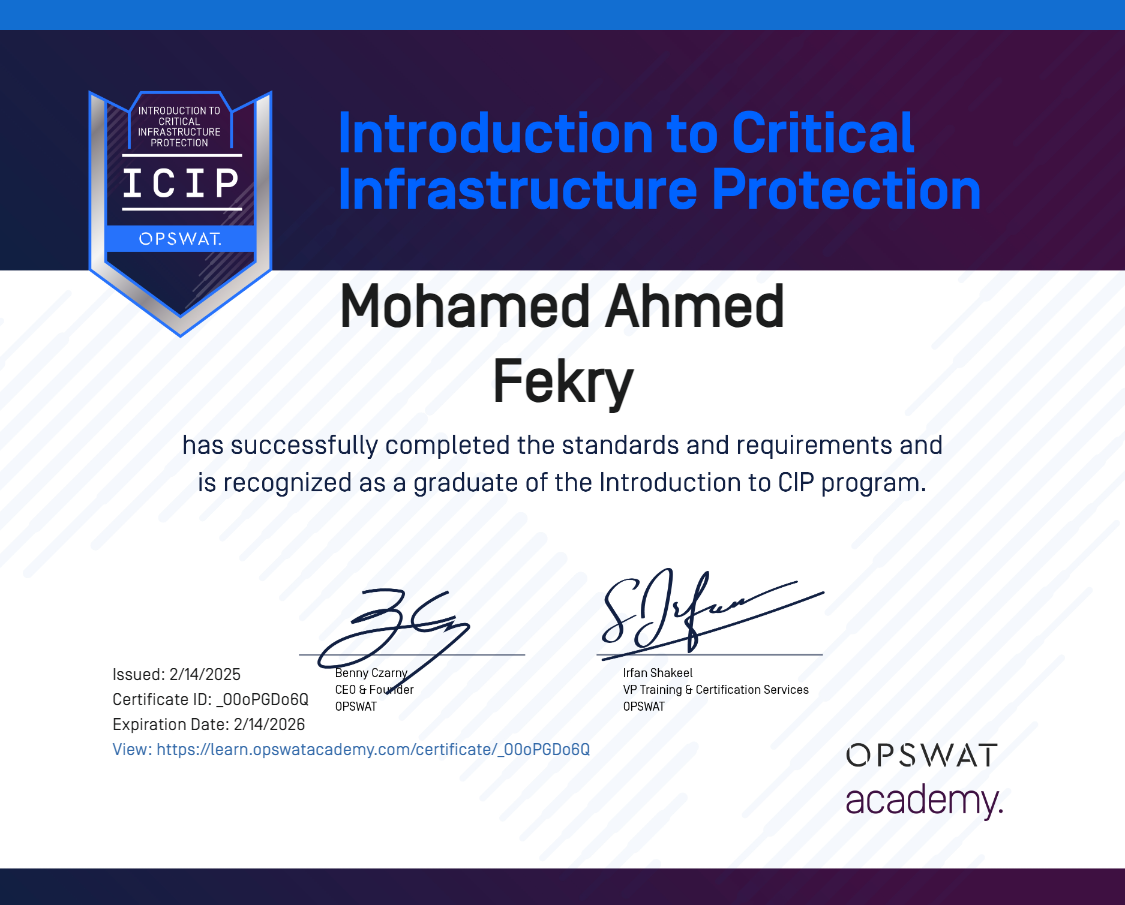 INTRODUCTION TO
CRITICAL
INFRASTRUCTURE
PROTECTION
ICIP
OPSWAT.
Introduction to Critical
Infrastructure Protection
Mohamed Ahmed
Fekry
has successfully completed the standards and requirements and
is recognized as a graduate of the Introduction to CIP program.
Benny Czarny
CEO & Founder
OPSWAT
Irfan Shakeel
VP Training & Certification Services
OPSWAT
Issued: 2/14/2025
Certificate ID: _00oPGDo6Q
Expiration Date: 2/14/2026
View: https://learn.opswatacademy.com/certificate/_00oPGDo6Q
OPSWAT
academy.